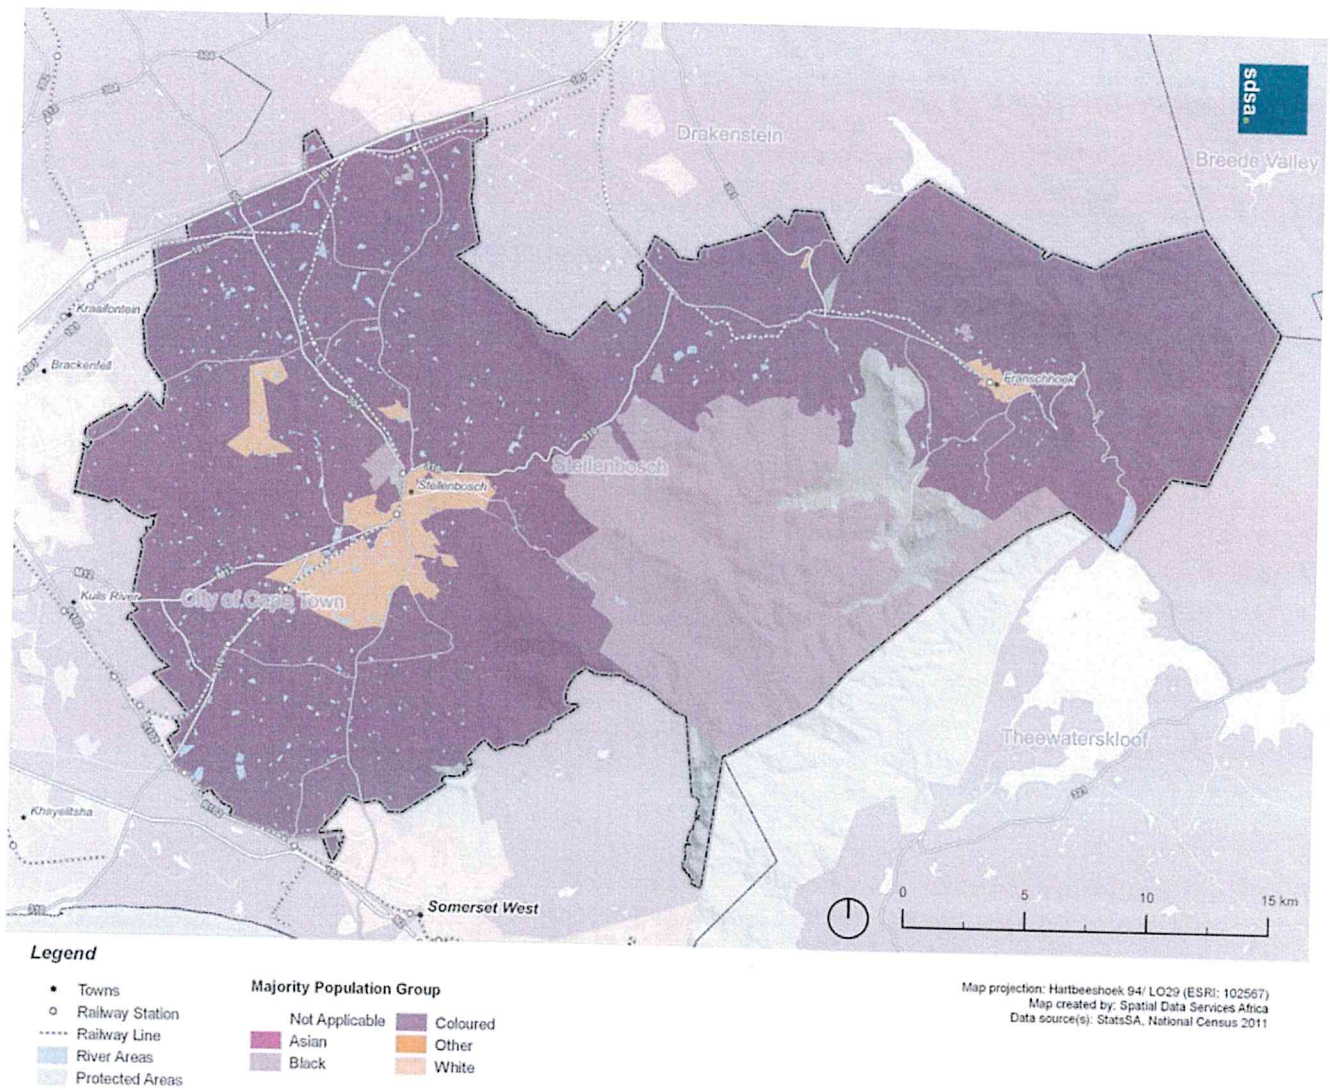 sdsa.
Drakenstein
Breede Valley
Kraaifontein
Brackenfell
Franschhoek
Stellenbosch
Stellenbosch
M12
Kuils River
City of Cape Town
Theewaterskloof
Khayelitsha
Somerset West
0 5 10 15 km
Legend
Towns
Railway Station
Railway Line
River Areas
Protected Areas
Majority Population Group
Not Applicable
Asian
Black
Coloured
Other
White
Map projection: Hartbeeshoek 94/ LO29 (ESRI: 102567)
Map created by: Spatial Data Services Africa
Data source(s): StatsSA, National Census 2011